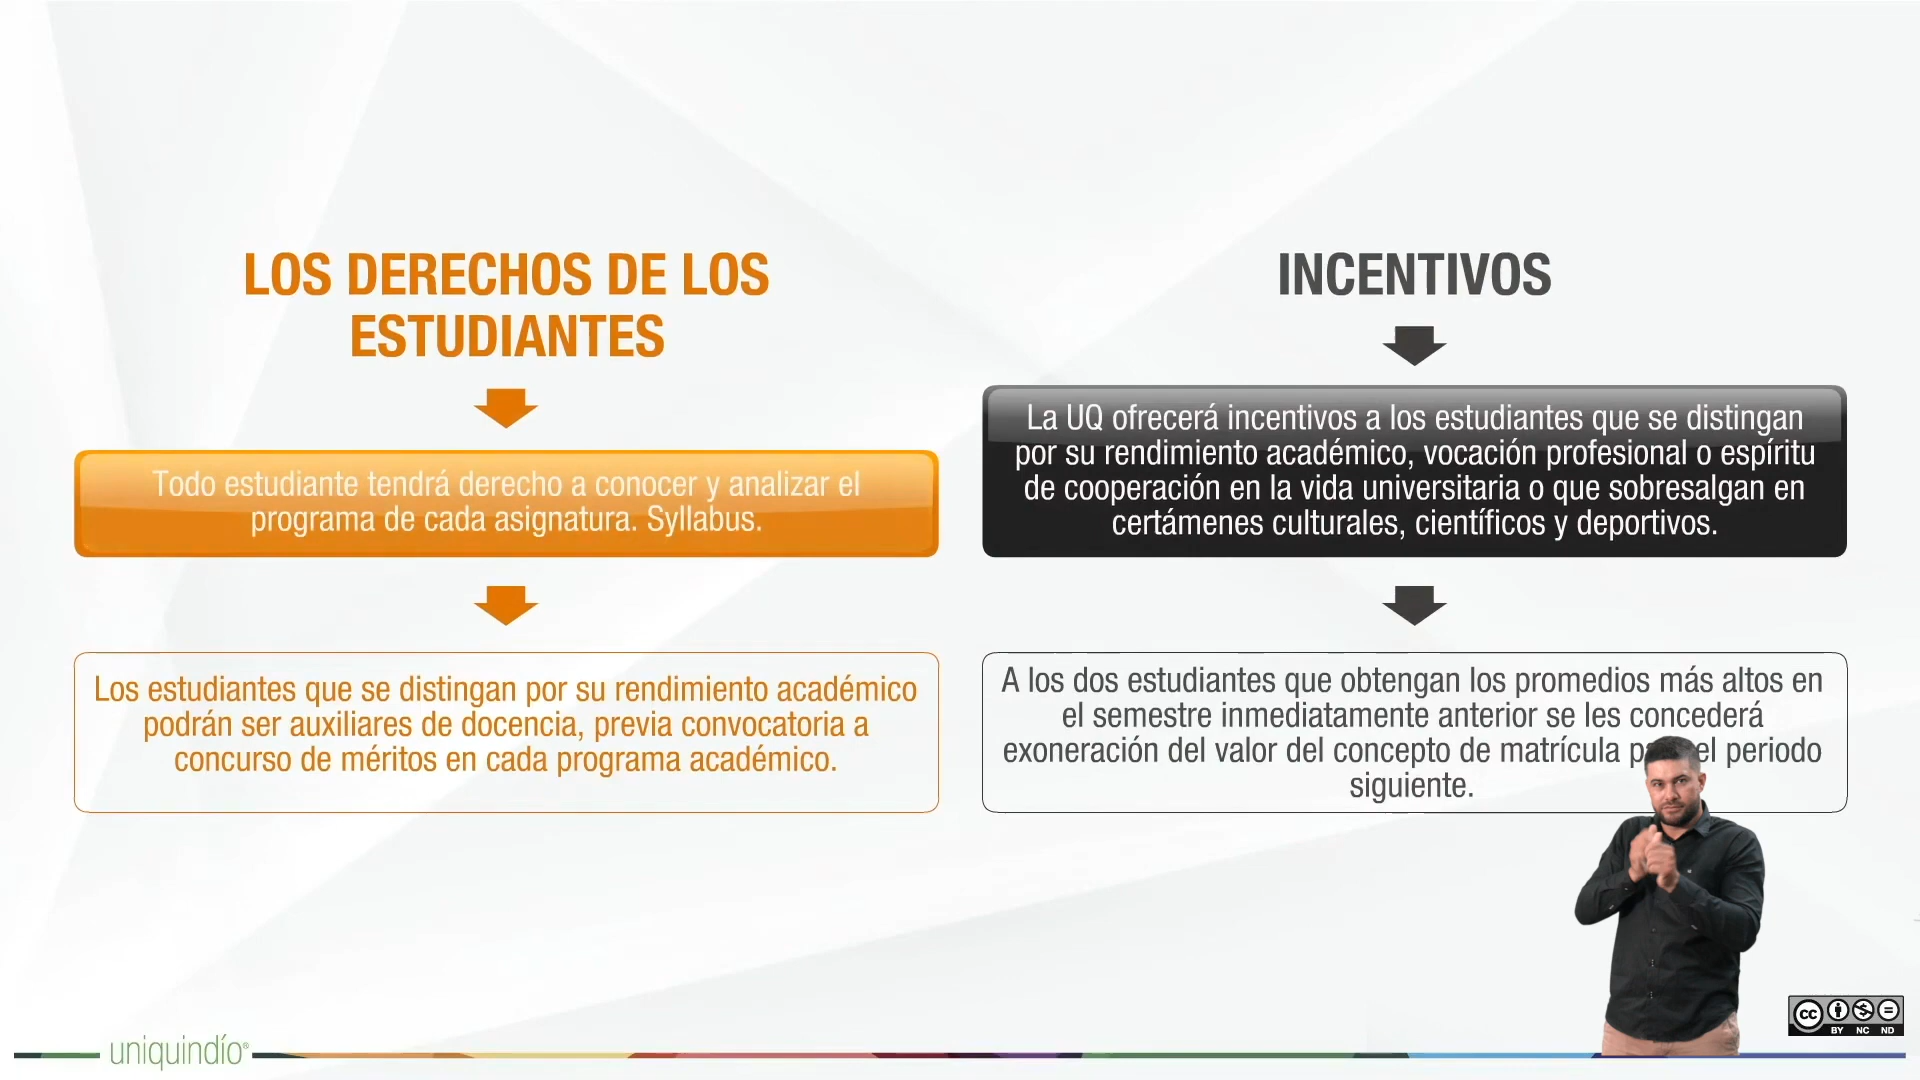 LOS DERECHOS DE LOS
ESTUDIANTES
Todo estudiante tendrá derecho a conocer y analizar el
programa de cada asignatura. Syllabus.
Los estudiantes que se distingan por su rendimiento académico
podrán ser auxiliares de docencia, previa convocatoria a
concurso de méritos en cada programa académico.
INCENTIVOS
La UQ ofrecerá incentivos a los estudiantes que se distingan
por su rendimiento académico, vocación profesional o espíritu
de cooperación en la vida universitaria o que sobresalgan en
certámenes culturales, científicos y deportivos.
A los dos estudiantes que obtengan los promedios más altos en
el semestre inmediatamente anterior se les concederá
exoneración del valor del concepto de matrícula el periodo
siguiente.
uniquindío®
cc
BY NC ND